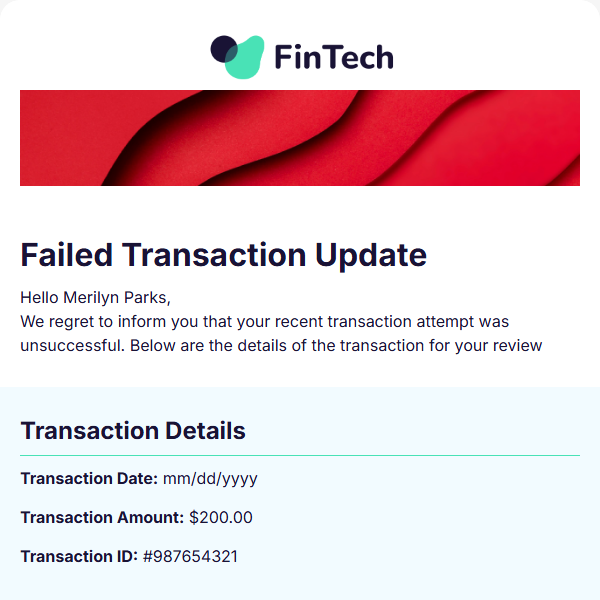 FinTech
Failed Transaction Update
Hello Merilyn Parks,
We regret to inform you that your recent transaction attempt was
unsuccessful. Below are the details of the transaction for your review
Transaction Details
Transaction Date: mm/dd/yyyy
Transaction Amount: $200.00
Transaction ID: #987654321